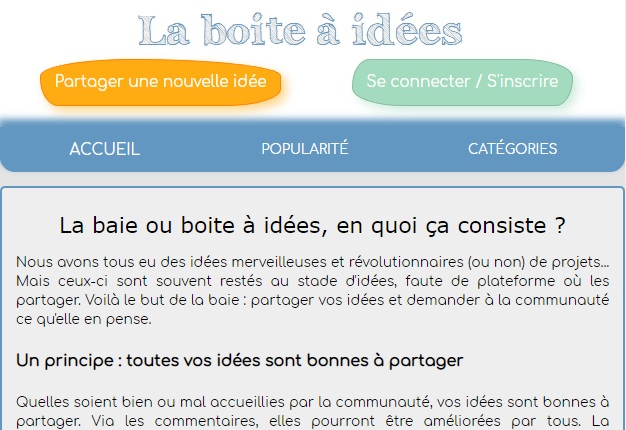 La boite à idées
Partager une nouvelle idée
Se connecter / S'inscrire
ACCUEIL
POPULARITÉ
CATÉGORIES
La baie ou boite à idées, en quoi ça consiste ?
Nous avons tous eu des idées merveilleuses et révolutionnaires (ou non) de projets...
Mais ceux-ci sont souvent restés au stade d'idées, faute de plateforme où les
partager. Voilà le but de la baie : partager vos idées et demander à la communauté
ce qu'elle en pense.
Un principe : toutes vos idées sont bonnes à partager
Quelles soient bien ou mal accueillies par la communauté, vos idées sont bonnes à
partager. Via les commentaires, elles pourront être améliorées par tous. La